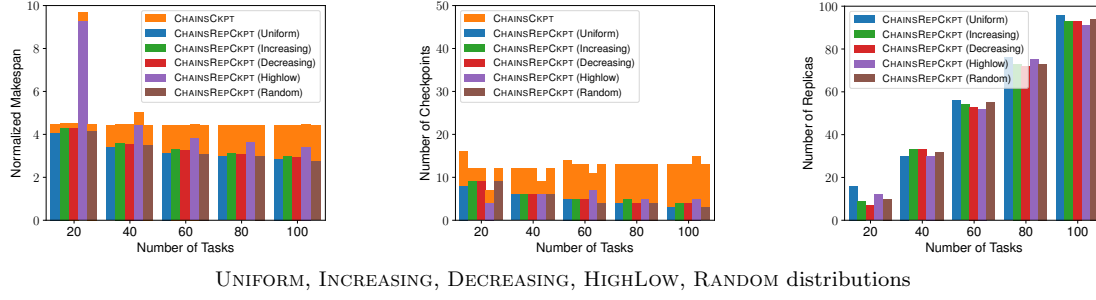 10
8
6
4
2
0
Normalized Makespan
CHAINSCKPT
CHAINSREPCKPT (Uniform)
CHAINSREPCKPT (Increasing)
CHAINSREPCKPT (Decreasing)
CHAINSREPCKPT (Highlow)
CHAINSREPCKPT (Random)
20 40 60 80 100
Number of Tasks
50
40
30
20
10
0
Number of Checkpoints
CHAINSCKPT
CHAINSREPCKPT (Uniform)
CHAINSREPCKPT (Increasing)
CHAINSREPCKPT (Decreasing)
CHAINSREPCKPT (Highlow)
CHAINSREPCKPT (Random)
20 40 60 80 100
Number of Tasks
100
80
60
40
20
0
Number of Replicas
CHAINSREPCKPT (Uniform)
CHAINSREPCKPT (Increasing)
CHAINSREPCKPT (Decreasing)
CHAINSREPCKPT (Highlow)
CHAINSREPCKPT (Random)
20 40 60 80 100
Number of Tasks
UNIFORM, INCREASING, DECREASING, HIGHLOW, RANDOM distributions